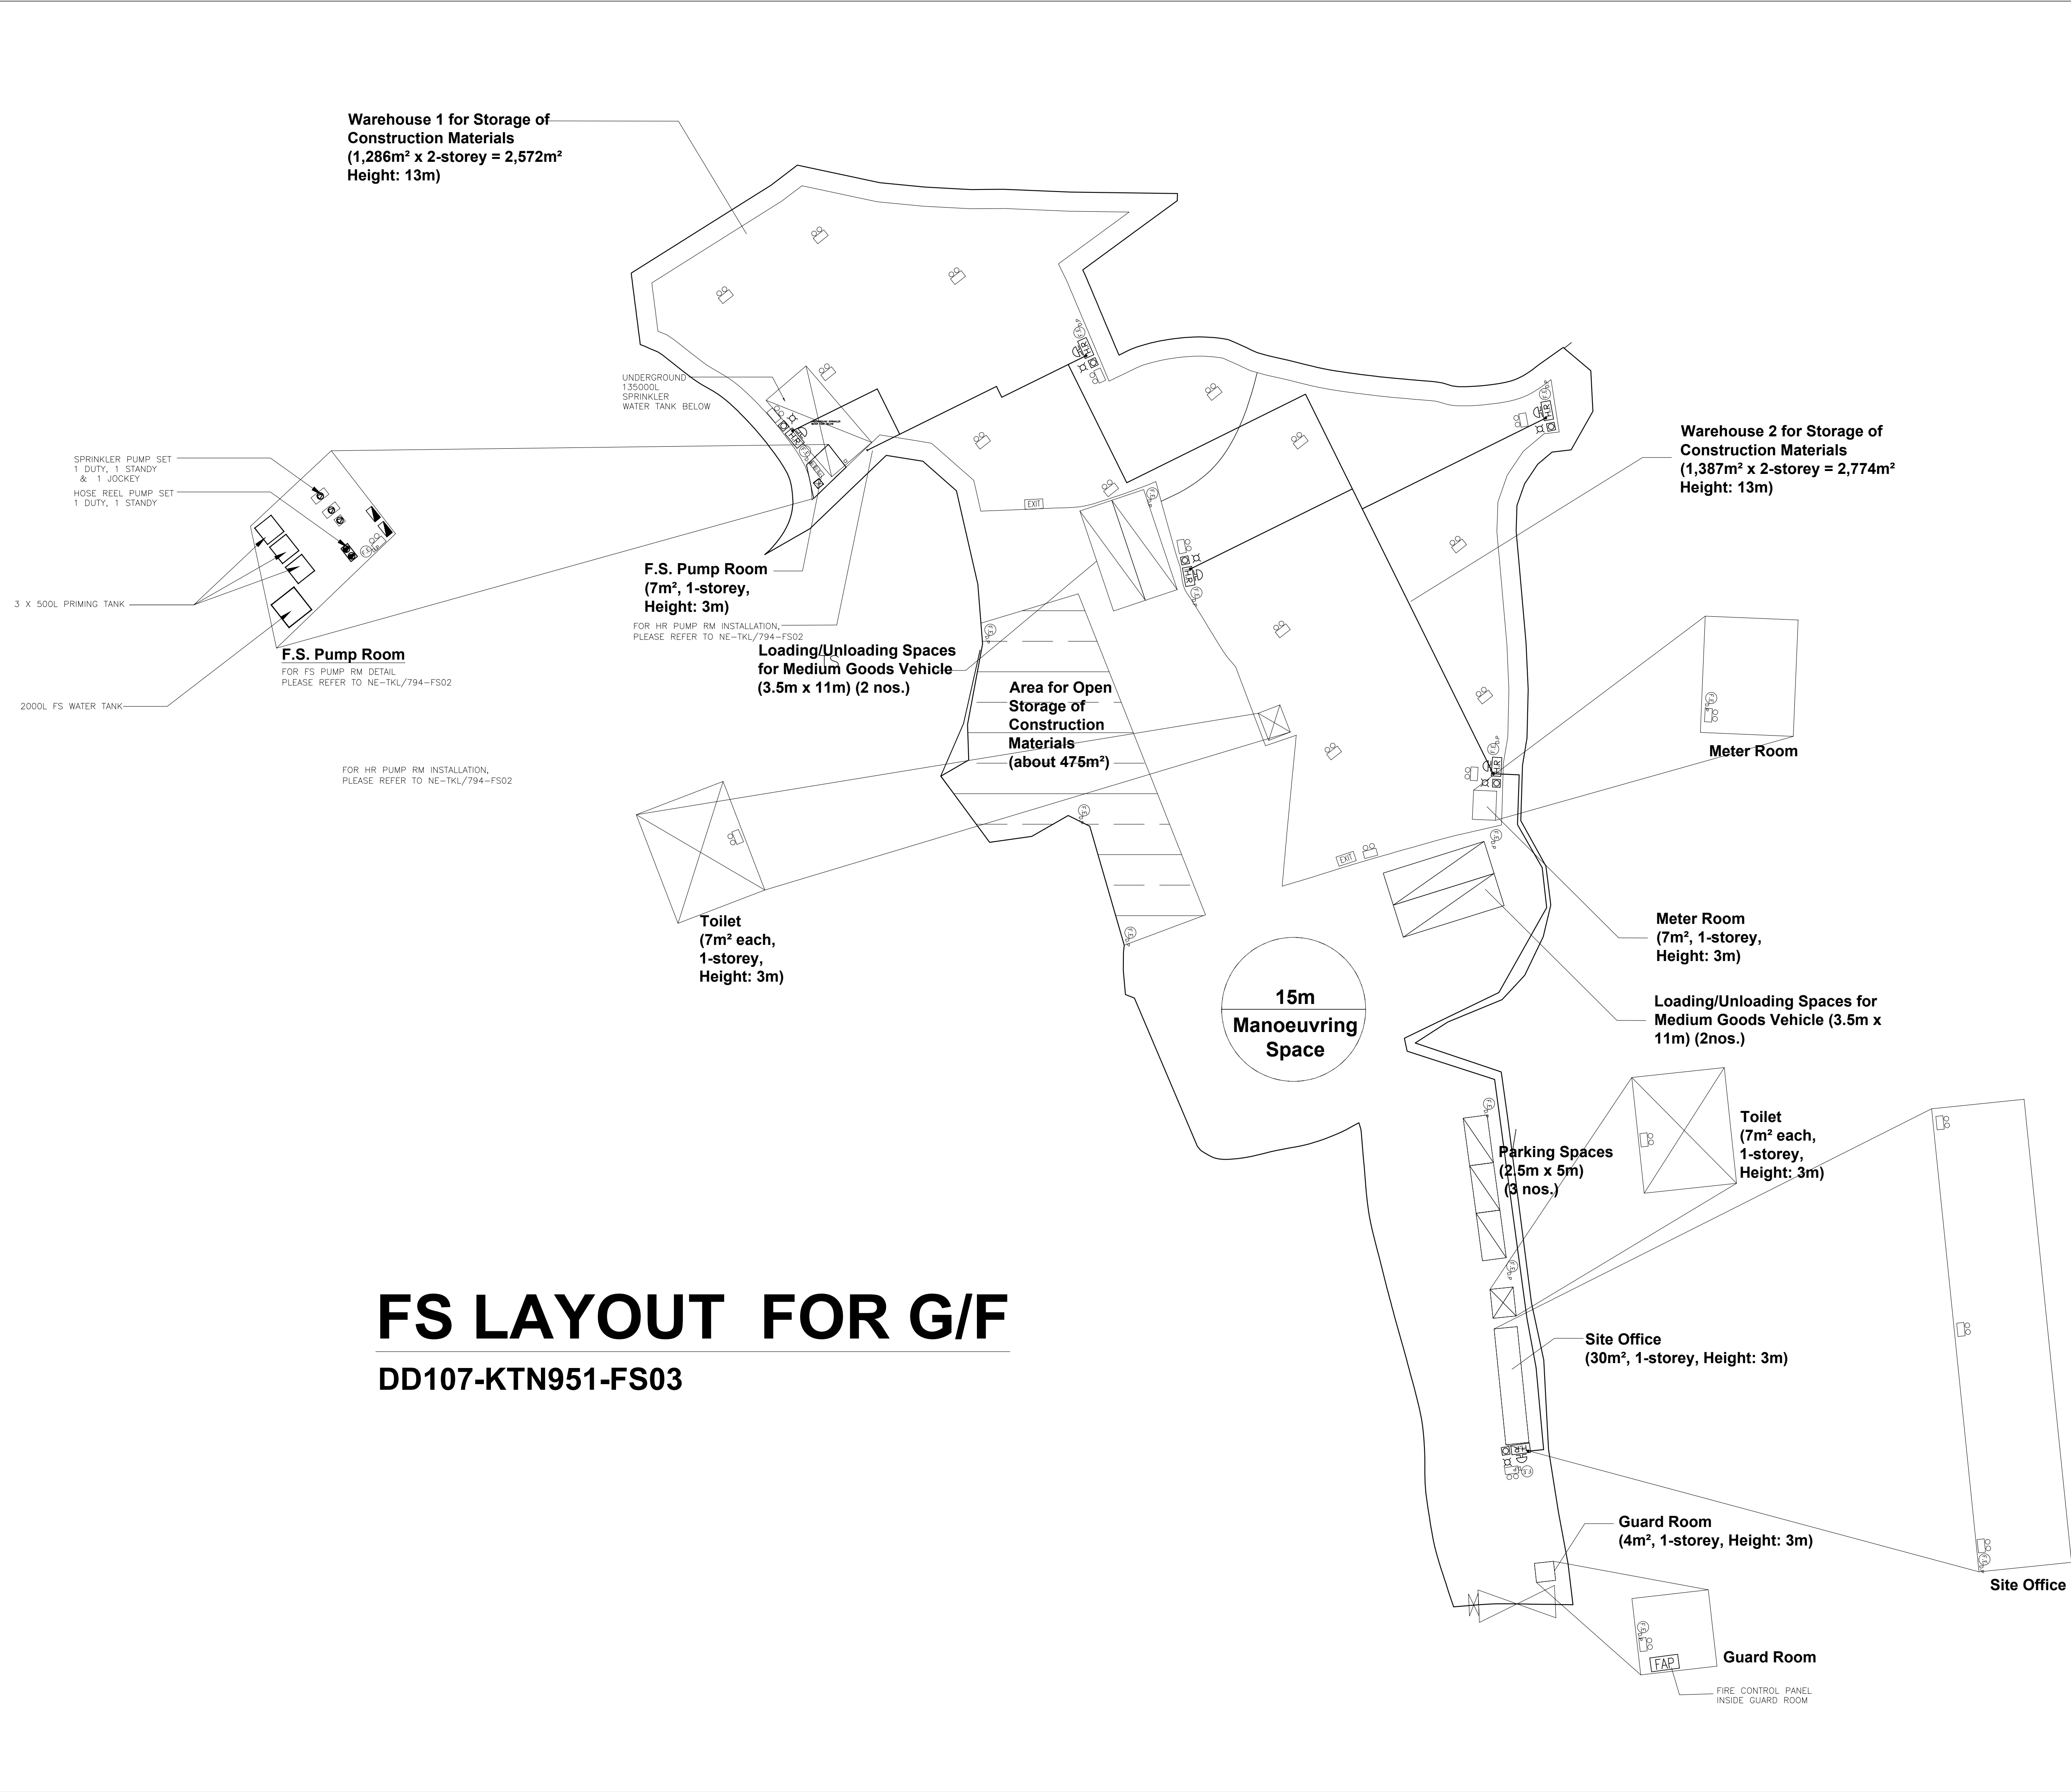 Warehouse 1 for Storage of
Construction Materials
(1,286m² x 2-storey = 2,572m²
Height: 13m)
UNDERGROUND
135000L
SPRINKLER
WATER TANK BELOW
SPRINKLER PUMP SET
1 DUTY, 1 STANDY
& 1 JOCKEY
HOSE REEL PUMP SET
1 DUTY, 1 STANDY
3 X 500L PRIMING TANK
2000L FS WATER TANK
F.S. Pump Room
FOR FS PUMP RM DETAIL
PLEASE REFER TO NE-TKL/794-FS02
FOR HR PUMP RM INSTALLATION,
PLEASE REFER TO NE-TKL/794-FS02
F.S. Pump Room
(7m², 1-storey,
Height: 3m)
FOR HR PUMP RM INSTALLATION,
PLEASE REFER TO NE-TKL/794-FS02
Loading/Unloading Spaces
for Medium Goods Vehicle
(3.5m x 11m) (2 nos.)
Area for Open
Storage of
Construction
Materials
(about 475m²)
EXIT
EXIT
HR
HR
HR
HR
HR
HR
F.E.
F.E.
F.E.
F.E.
F.E.
F.E.
F.E.
F.E.
F.E.
F.E.
F.E.
F.E.
F.E.
Warehouse 2 for Storage of
Construction Materials
(1,387m² x 2-storey = 2,774m²
Height: 13m)
Meter Room
Toilet
(7m² each,
1-storey,
Height: 3m)
Meter Room
(7m², 1-storey,
Height: 3m)
Loading/Unloading Spaces for
Medium Goods Vehicle (3.5m x
11m) (2nos.)
15m
Manoeuvring
Space
Parking Spaces
(2.5m x 5m)
(3 nos.)
Toilet
(7m² each,
1-storey,
Height: 3m)
FS LAYOUT FOR G/F
DD107-KTN951-FS03
Site Office
(30m², 1-storey, Height: 3m)
Guard Room
(4m², 1-storey, Height: 3m)
Site Office
Guard Room
FAP
FIRE CONTROL PANEL
INSIDE GUARD ROOM